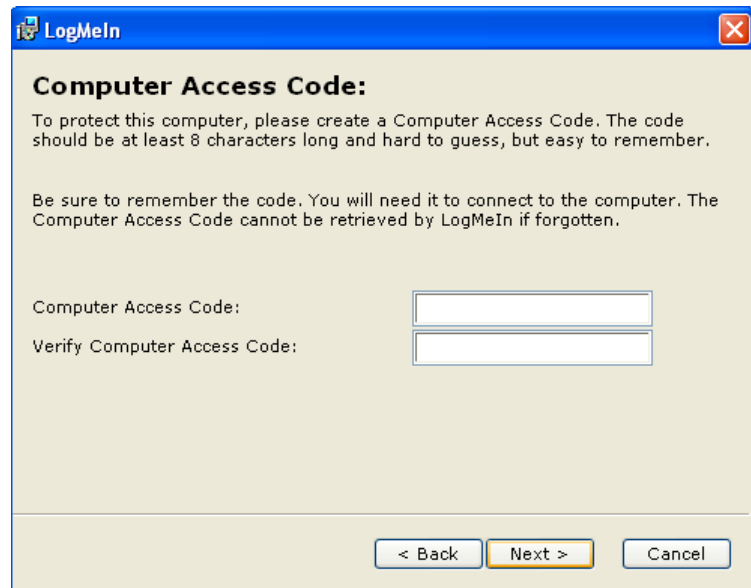 LogMeIn
Computer Access Code:
To protect this computer, please create a Computer Access Code. The code
should be at least 8 characters long and hard to guess, but easy to remember.
Be sure to remember the code. You will need it to connect to the computer. The
Computer Access Code cannot be retrieved by LogMeIn if forgotten.
Computer Access Code:
Verify Computer Access Code:
< Back Next > Cancel